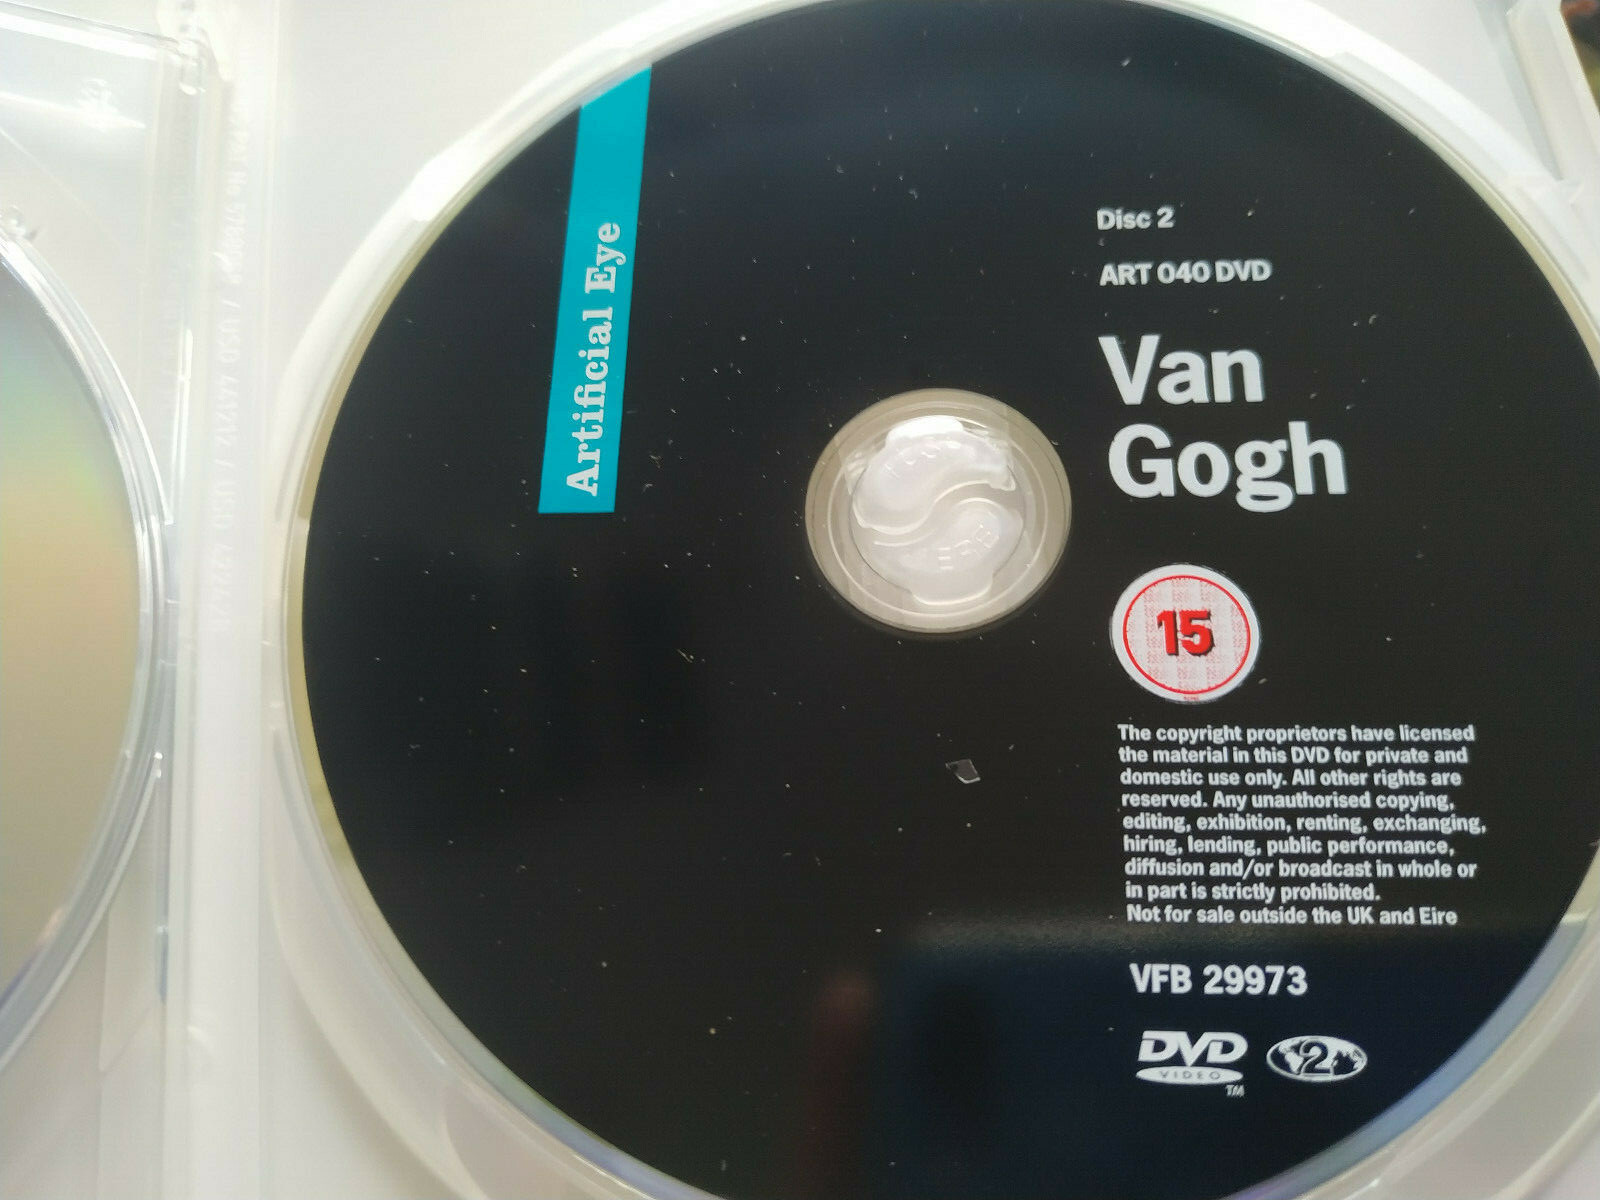 Artificial Eye
Disc 2
ART 040 DVD
Van
Gogh
15
The copyright proprietors have licensed
the material in this DVD for private and
domestic use only. All other rights are
reserved. Any unauthorised copying,
editing, exhibition, renting, exchanging,
hiring, lending, public performance,
diffusion and/or broadcast in whole or
in part is strictly prohibited.
Not for sale outside the UK and Eire
VFB 29973
DVD
VIDEO
TM
2